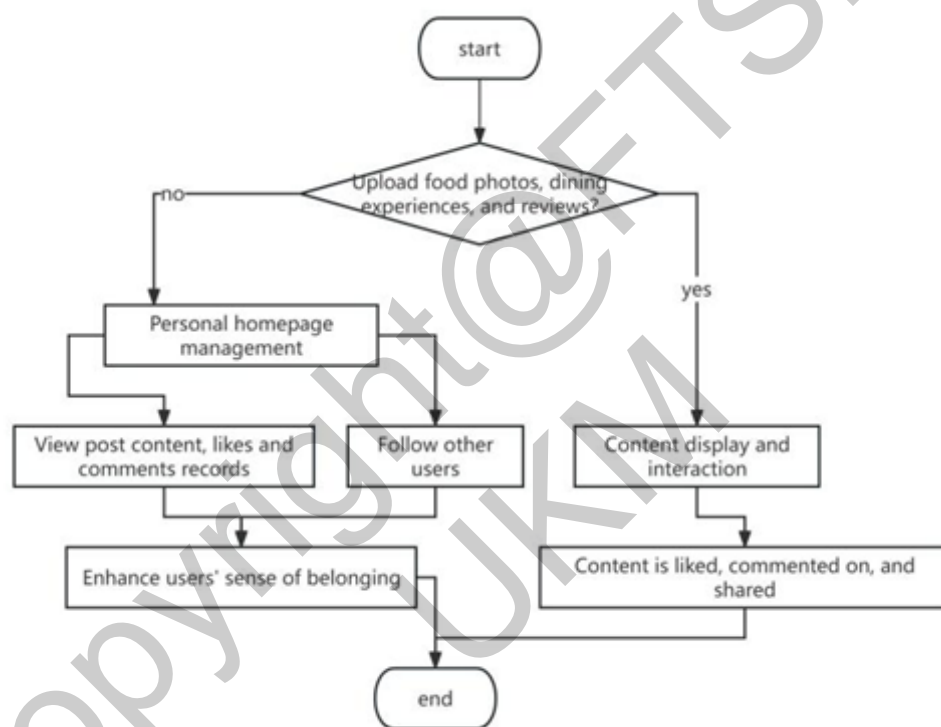 start
Upload food photos, dining
experiences, and reviews?
no
yes
Personal homepage
management
View post content, likes and
comments records
Follow other
users
Content display and
interaction
Enhance users' sense of belonging
Content is liked, commented on, and
shared
end
opyright@FTS
UKM